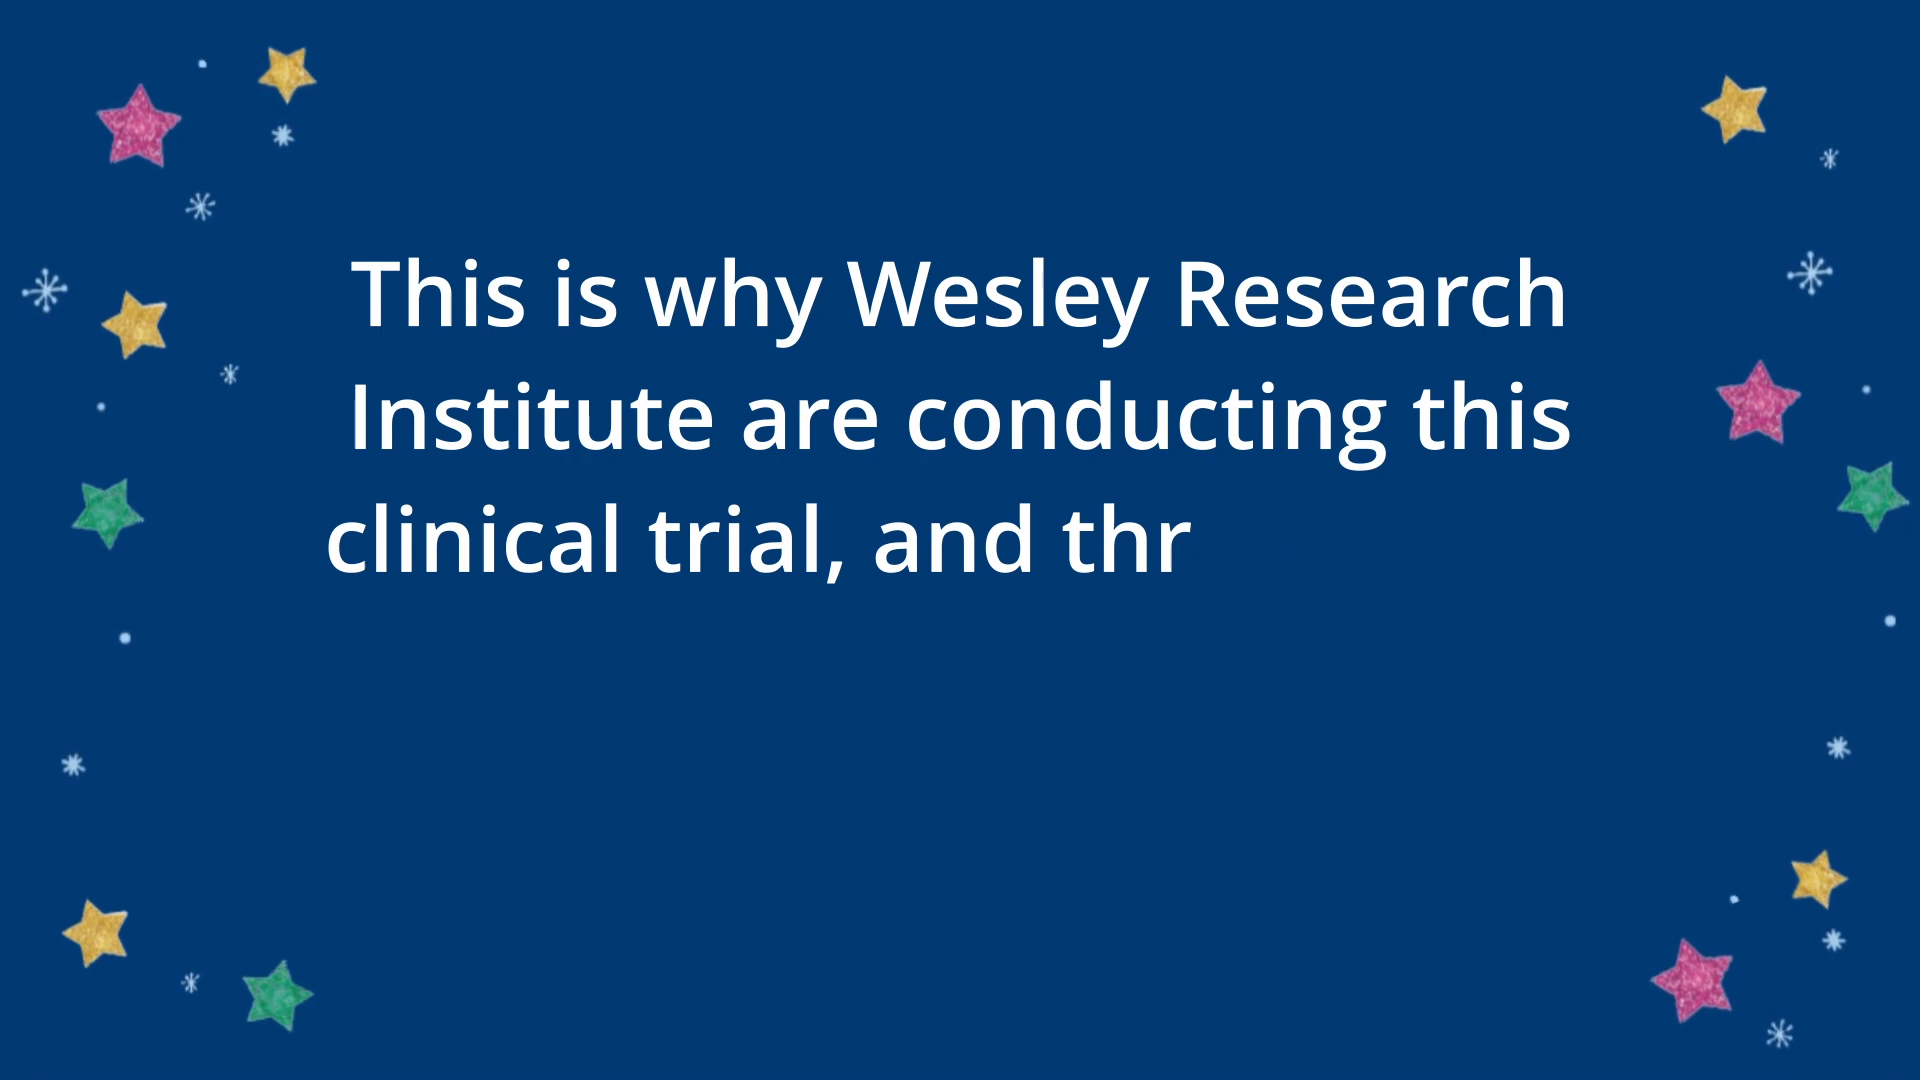 This is why Wesley Research
Institute are conducting this
clinical trial, and thr